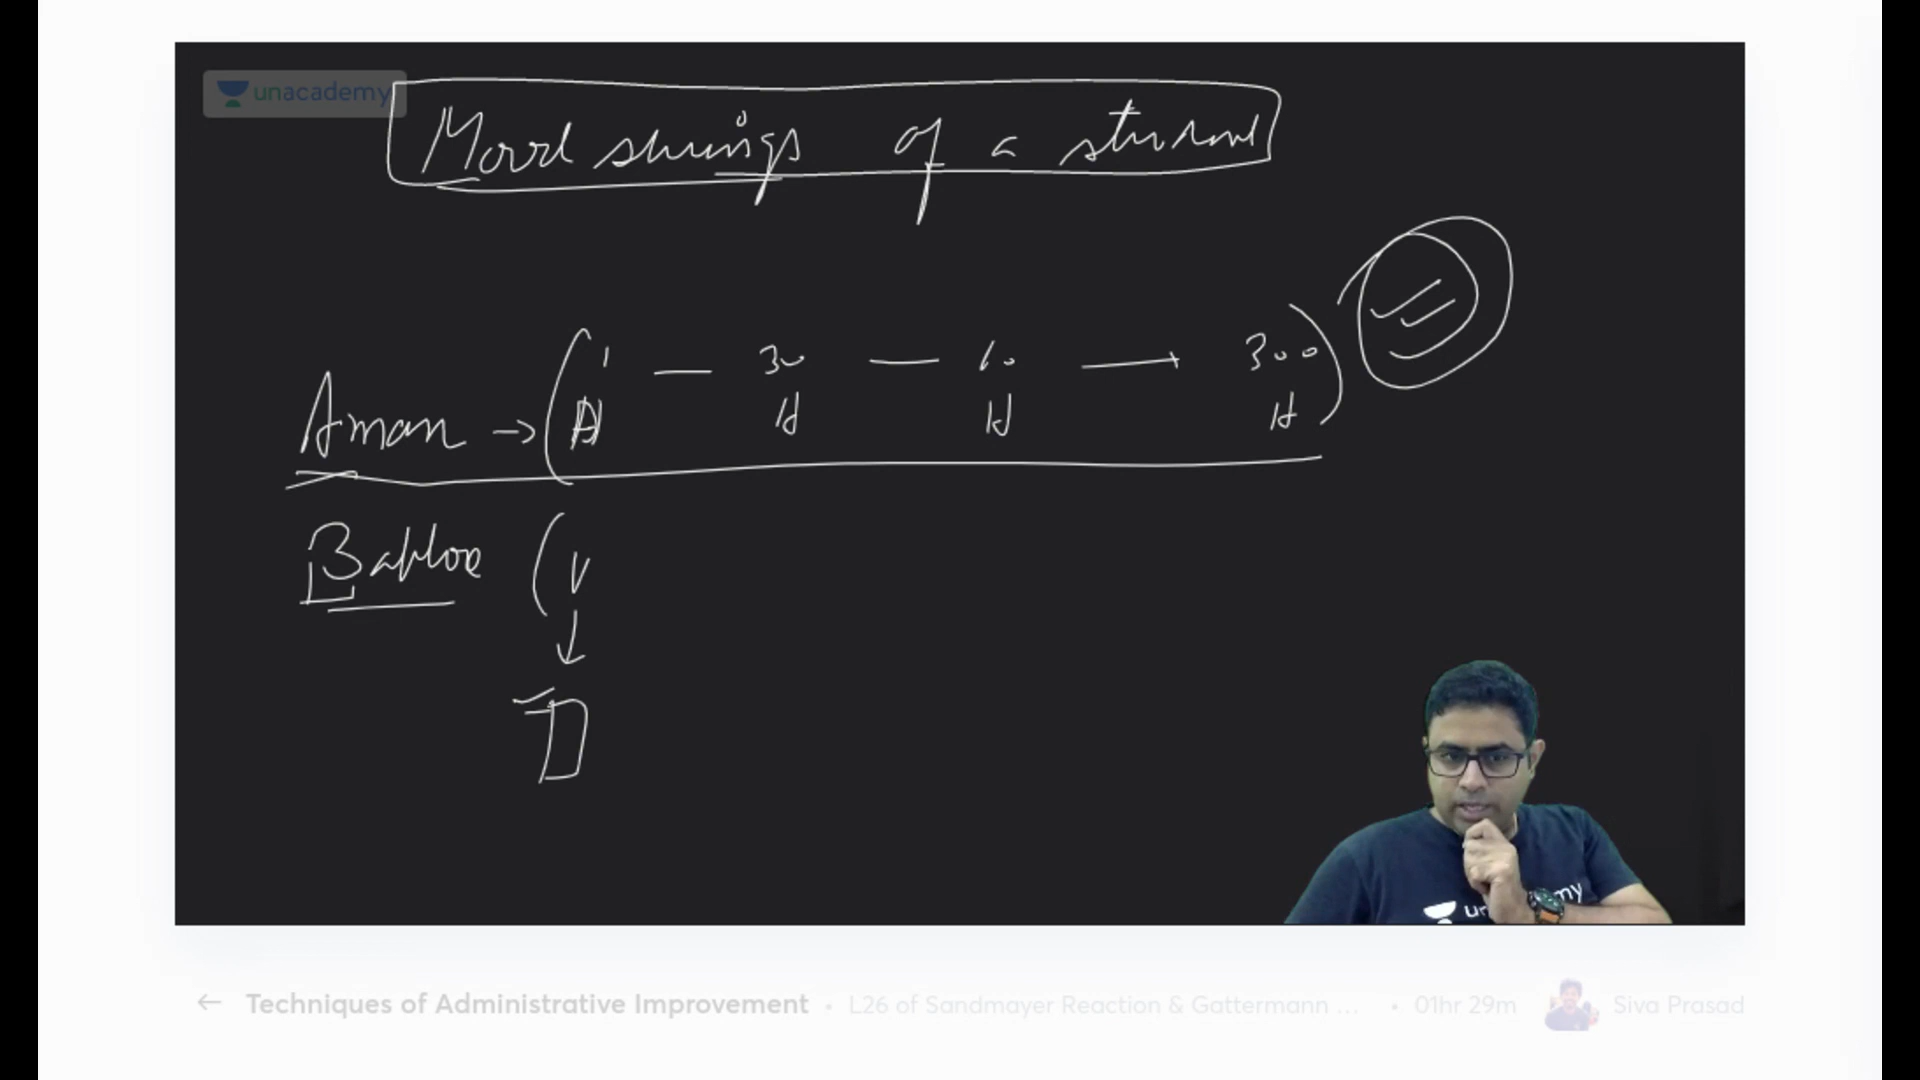 unacademy
Mood swings of a student
1 — 30 — 60 — 300
Aman → H H H H
Babloo
D
Techniques of Administrative Improvement • L26 of Sandmayer Reaction & Gattermann ... • 01hr 29m Siva Prasad